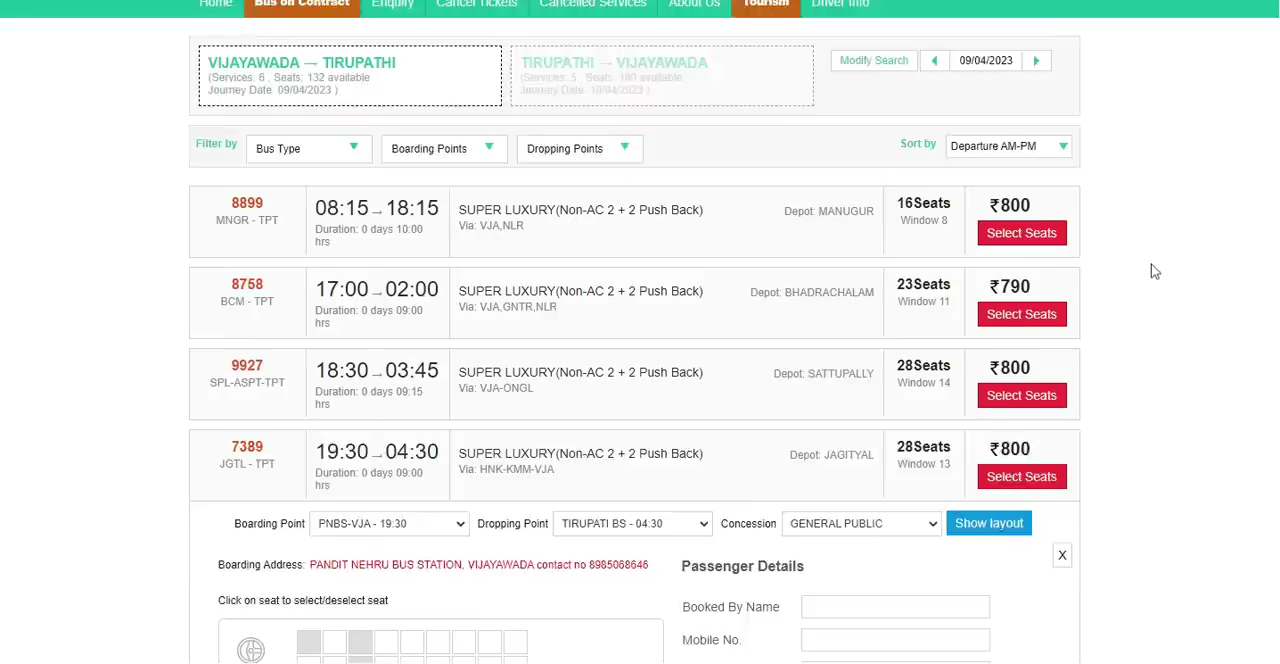 Home Bus on Contract Enquiry Cancel Tickets Cancelled Services About Us Tourism Driver Info
VIJAYAWADA → TIRUPATHI
(Services: 6 , Seats: 132 available
Journey Date: 09/04/2023 )
TIRUPATHI → VIJAYAWADA
(Services: 5 , Seats: 180 available
Journey Date: 10/04/2023 )
Modify Search 09/04/2023
Filter by Bus Type Boarding Points Dropping Points Sort by Departure AM-PM
8899
MNGR - TPT
08:15→18:15
Duration: 0 days 10:00
hrs
SUPER LUXURY(Non-AC 2 + 2 Push Back)
Via: VJA,NLR
Depot: MANUGUR
16Seats
Window 8
₹800
Select Seats
8758
BCM - TPT
17:00→02:00
Duration: 0 days 09:00
hrs
SUPER LUXURY(Non-AC 2 + 2 Push Back)
Via: VJA,GNTR,NLR
Depot: BHADRACHALAM
23Seats
Window 11
₹790
Select Seats
9927
SPL-ASPT-TPT
18:30→03:45
Duration: 0 days 09:15
hrs
SUPER LUXURY(Non-AC 2 + 2 Push Back)
Via: VJA-ONGL
Depot: SATTUPALLY
28Seats
Window 14
₹800
Select Seats
7389
JGTL - TPT
19:30→04:30
Duration: 0 days 09:00
hrs
SUPER LUXURY(Non-AC 2 + 2 Push Back)
Via: HNK-KMM-VJA
Depot: JAGITYAL
28Seats
Window 13
₹800
Select Seats
Boarding Point PNBS-VJA - 19:30 Dropping Point TIRUPATI BS - 04:30 Concession GENERAL PUBLIC Show layout
X
Boarding Address: PANDIT NEHRU BUS STATION, VIJAYAWADA contact no 8985068646
Click on seat to select/deselect seat
Passenger Details
Booked By Name
Mobile No.